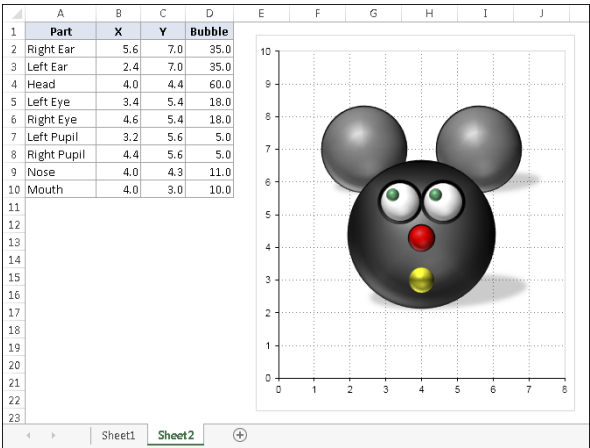 A B C D E F G H I J
1 Part X Y Bubble
2 Right Ear 5.6 7.0 35.0
3 Left Ear 2.4 7.0 35.0
4 Head 4.0 4.4 60.0
5 Left Eye 3.4 5.4 18.0
6 Right Eye 4.6 5.4 18.0
7 Left Pupil 3.2 5.6 5.0
8 Right Pupil 4.4 5.6 5.0
9 Nose 4.0 4.3 11.0
10 Mouth 4.0 3.0 10.0
11
12
13
14
15
16
17
18
19
20
21
22
23
10
9
8
7
6
5
4
3
2
1
0
0 1 2 3 4 5 6 7 8
Sheet1 Sheet2